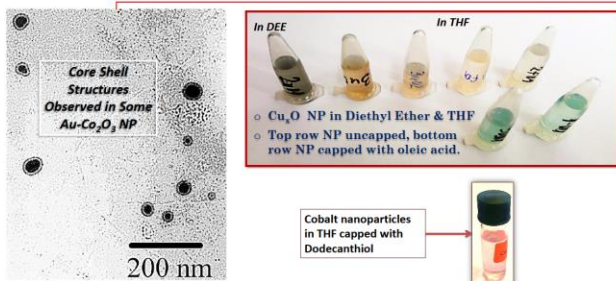 Core Shell
Structures
Observed in Some
Au-Co2O3 NP
200 nm
In DEE
In THF
o CuxO NP in Diethyl Ether & THF
o Top row NP uncapped, bottom
row NP capped with oleic acid.
Cobalt nanoparticles
in THF capped with
Dodecanthiol